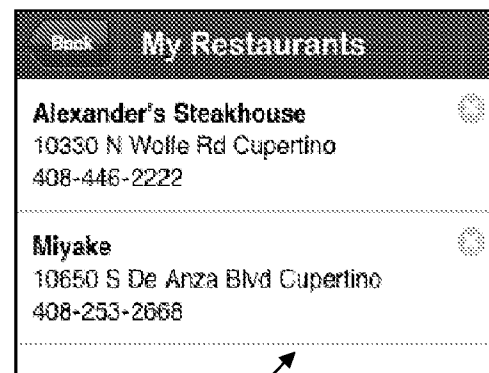 Back My Restaurants
Alexander's Steakhouse
10330 N Wolfe Rd Cupertino
408-446-2222
Miyake
10650 S De Anza Blvd Cupertino
408-253-2668